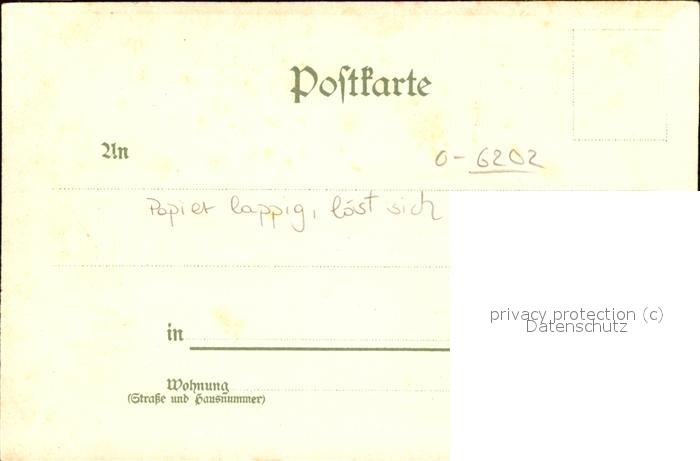 Postkarte
An
0-6202
Papier lappig, löst sich
privacy protection (c)
Datenschutz
in
Wohnung
(Straße und Hausnummer)